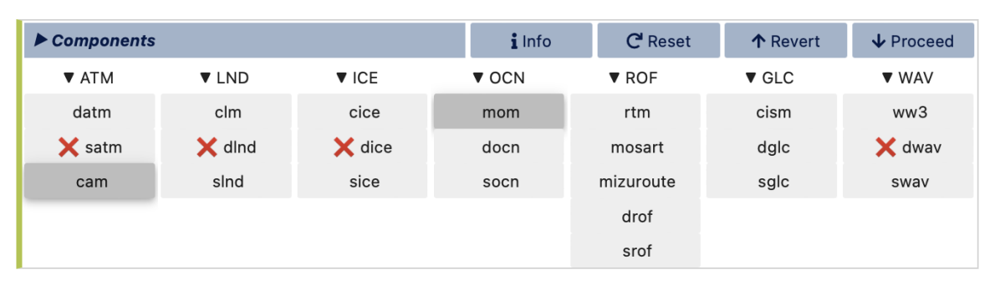 ▶ Components ℹ Info Reset ↑ Revert ↓ Proceed
▼ ATM ▼ LND ▼ ICE ▼ OCN ▼ ROF ▼ GLC ▼ WAV
datm clm cice mom rtm cism ww3
❌ satm ❌ dlnd ❌ dice docn mosart dglc ❌ dwav
cam slnd sice socn mizuroute sglc swav
drof
srof